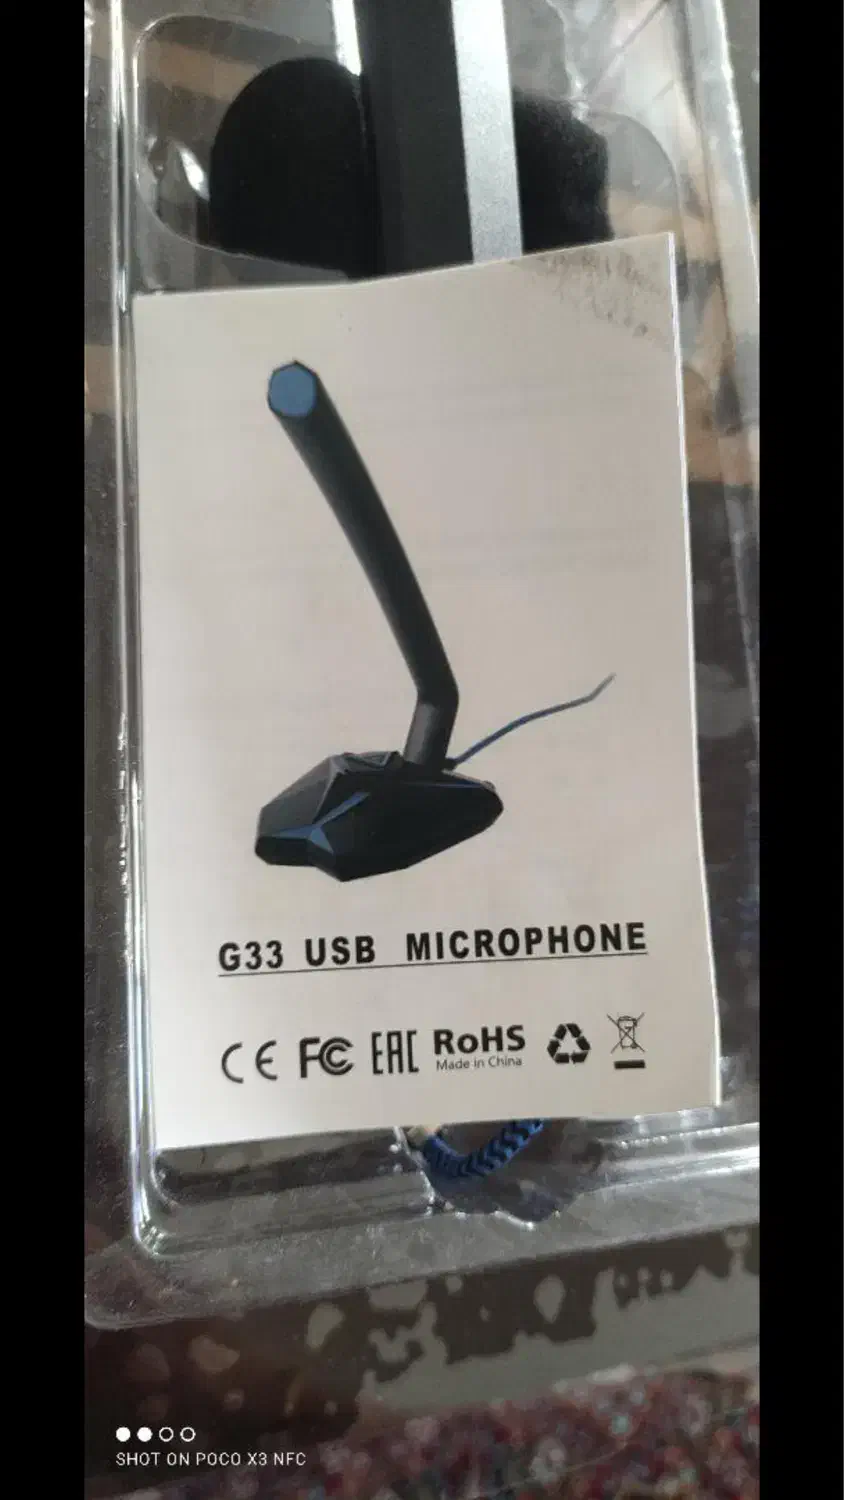 G33 USB MICROPHONE
CE FC EAC RoHS
Made in China
SHOT ON POCO X3 NFC